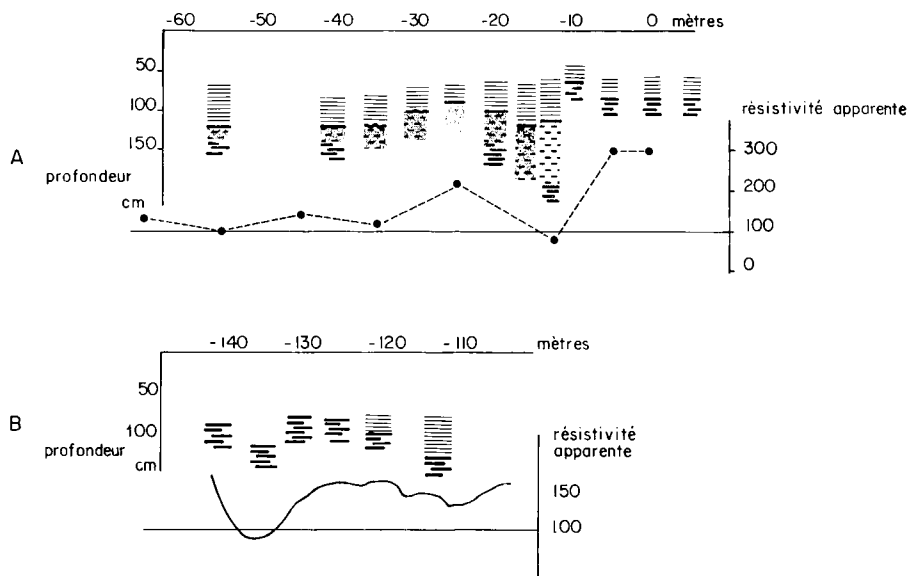 -60 -50 -40 -30 -20 -10 0 mètres
50
100
150
A
profondeur
cm
résistivité apparente
300
200
100
0
-140 -130 -120 -110 mètres
50
100
B
profondeur
cm
résistivité
apparente
150
100